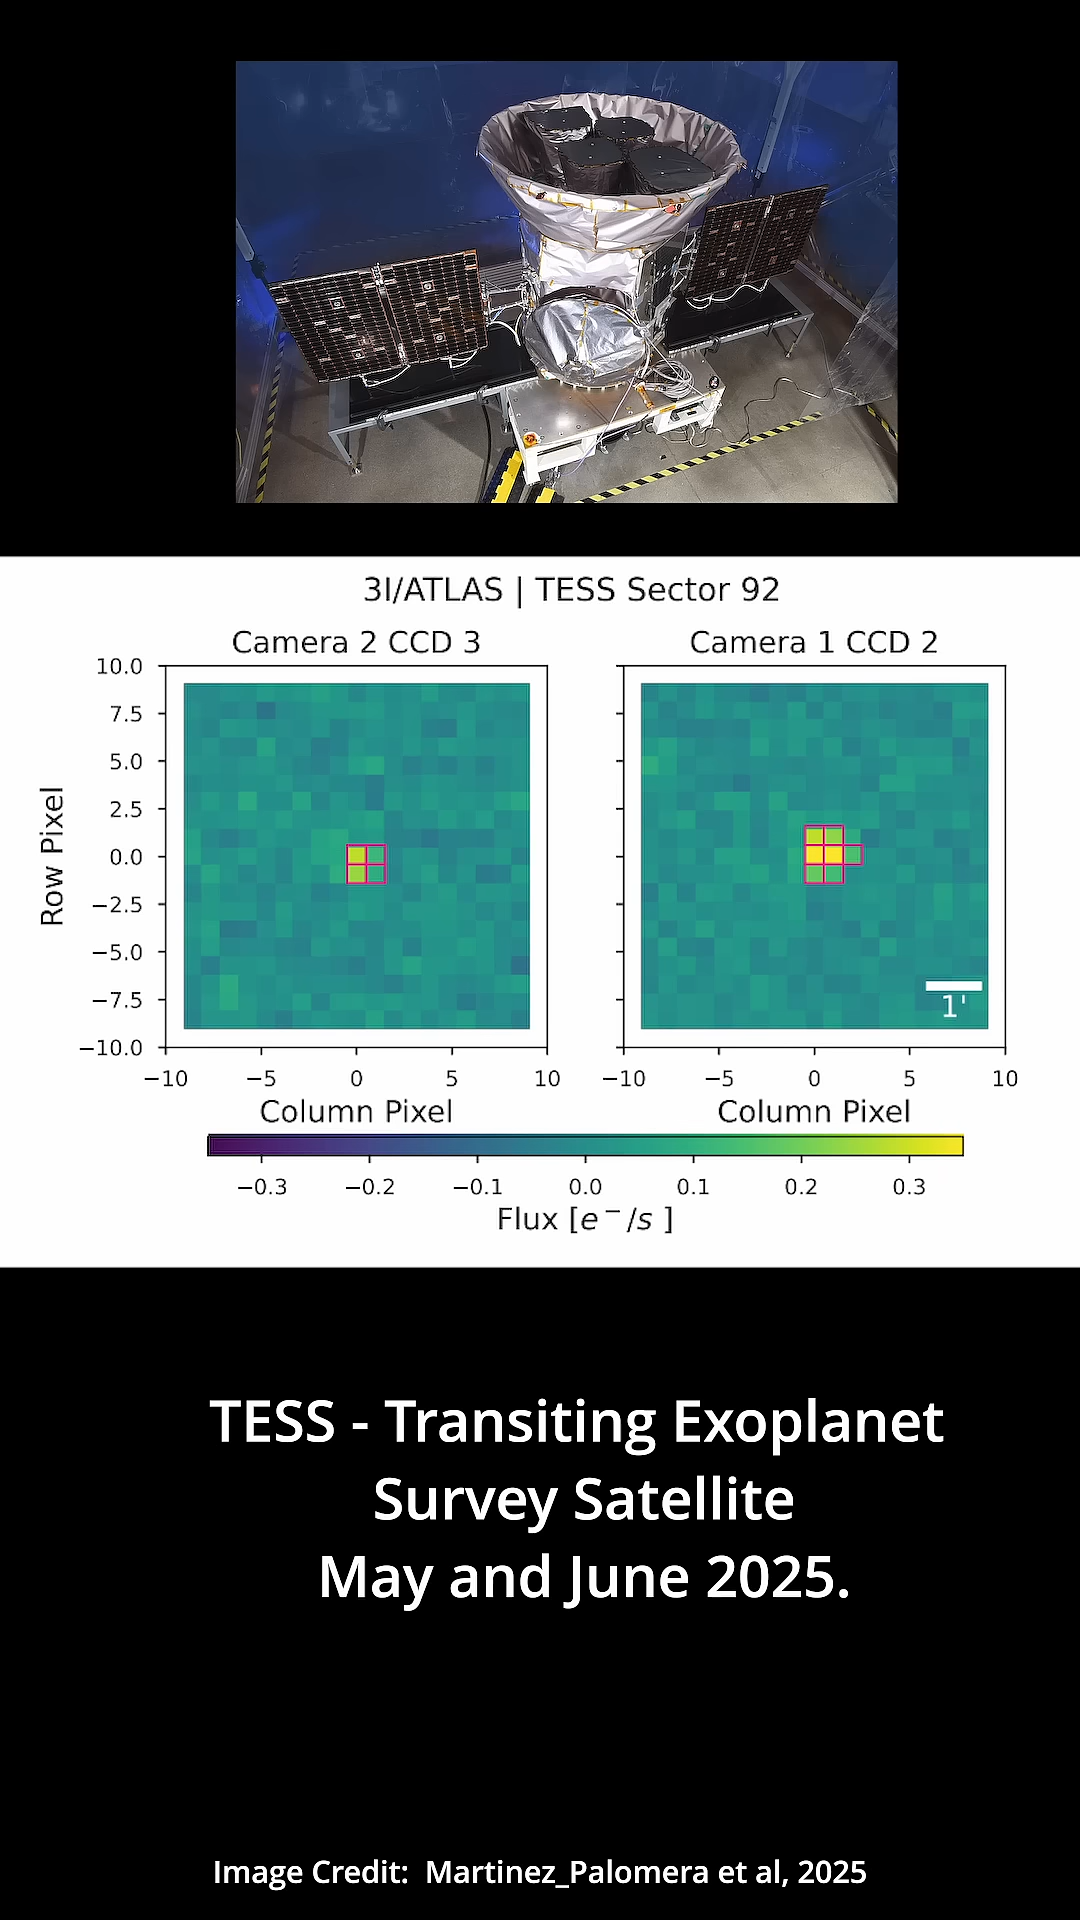 3I/ATLAS | TESS Sector 92
Camera 2 CCD 3
Camera 1 CCD 2
10.0
7.5
5.0
2.5
0.0
−2.5
−5.0
−7.5
−10.0
Row Pixel
1'
−10 −5 0 5 10
−10 −5 0 5 10
Column Pixel
Column Pixel
−0.3 −0.2 −0.1 0.0 0.1 0.2 0.3
Flux [e⁻/s ]
TESS - Transiting Exoplanet
Survey Satellite
May and June 2025.
Image Credit: Martinez_Palomera et al, 2025